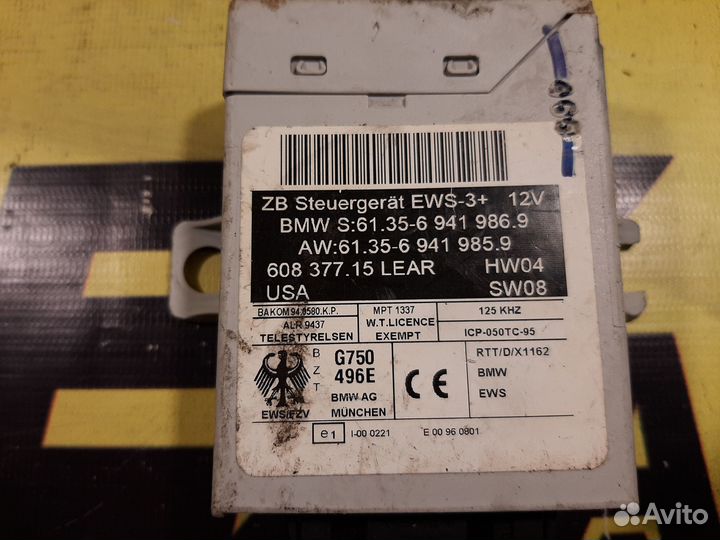 ZB Steuergerät EWS-3+ 12V
BMW S:61.35-6 941 986.9
AW:61.35-6 941 985.9
608 377.15 LEAR HW04
USA SW08
BAKOM 94.0580.K.P. MPT 1337 125 KHZ
ALR 9437 W.T.LICENCE ICP-050TC-95
TELESTYRELSEN EXEMPT
B Z T G750 496E RTT/D/X1162
BMW AG BMW
MÜNCHEN EWS
EWS/FZV
CE
e1 I-00 0221 E 00 96 0801
Avito